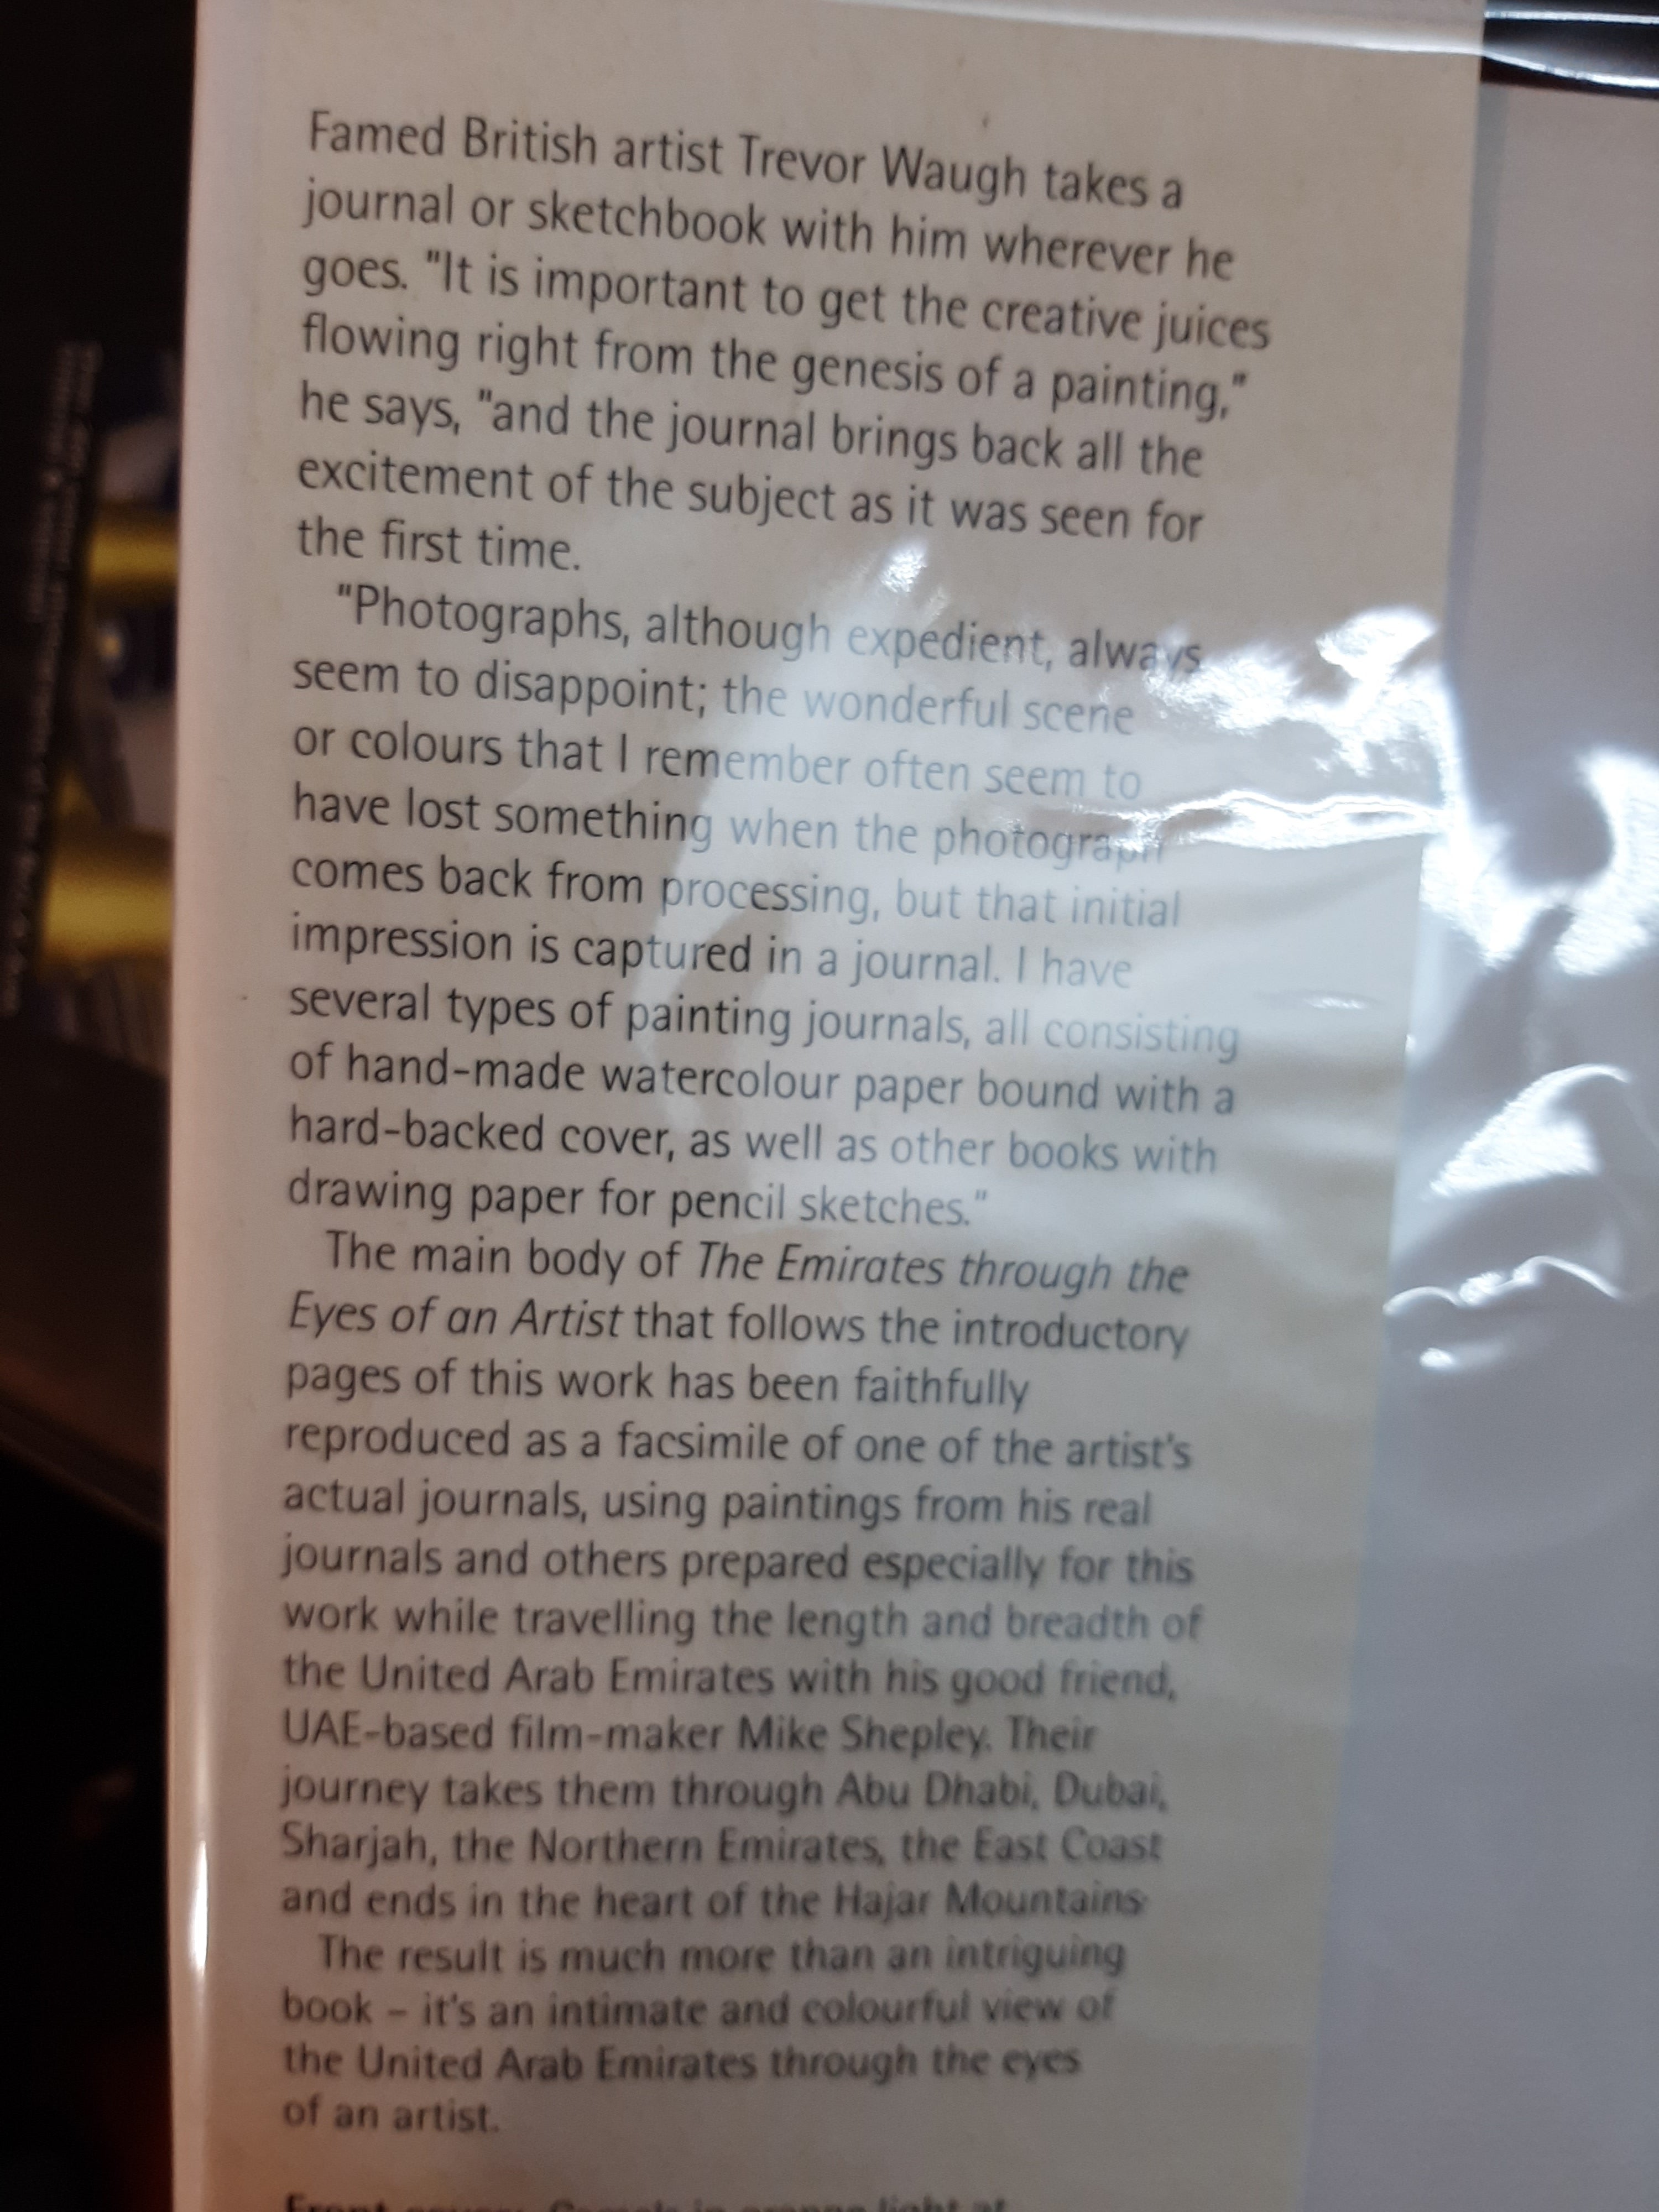 Famed British artist Trevor Waugh takes a
journal or sketchbook with him wherever he
goes. "It is important to get the creative juices
flowing right from the genesis of a painting,"
he says, "and the journal brings back all the
excitement of the subject as it was seen for
the first time.
"Photographs, although expedient, always
seem to disappoint; the wonderful scene
or colours that I remember often seem to
have lost something when the photograph
comes back from processing, but that initial
impression is captured in a journal. I have
several types of painting journals, all consisting
of hand-made watercolour paper bound with a
hard-backed cover, as well as other books with
drawing paper for pencil sketches."
The main body of The Emirates through the
Eyes of an Artist that follows the introductory
pages of this work has been faithfully
reproduced as a facsimile of one of the artist's
actual journals, using paintings from his real
journals and others prepared especially for this
work while travelling the length and breadth of
the United Arab Emirates with his good friend,
UAE-based film-maker Mike Shepley. Their
journey takes them through Abu Dhabi, Dubai,
Sharjah, the Northern Emirates, the East Coast
and ends in the heart of the Hajar Mountains
The result is much more than an intriguing
book – it's an intimate and colourful view of
the United Arab Emirates through the eyes
of an artist.
Front cover: Camels in orange light at